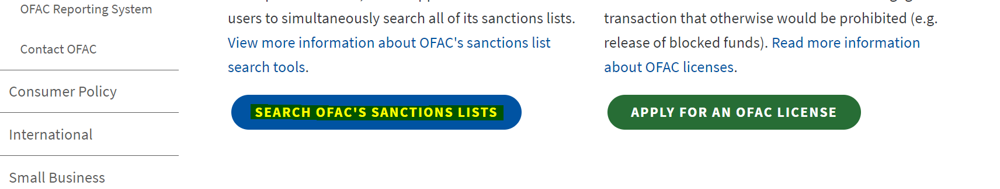 OFAC Reporting System
Contact OFAC
Consumer Policy
International
Small Business
users to simultaneously search all of its sanctions lists.
View more information about OFAC's sanctions list
search tools.
SEARCH OFAC'S SANCTIONS LISTS
transaction that otherwise would be prohibited (e.g.
release of blocked funds). Read more information
about OFAC licenses.
APPLY FOR AN OFAC LICENSE